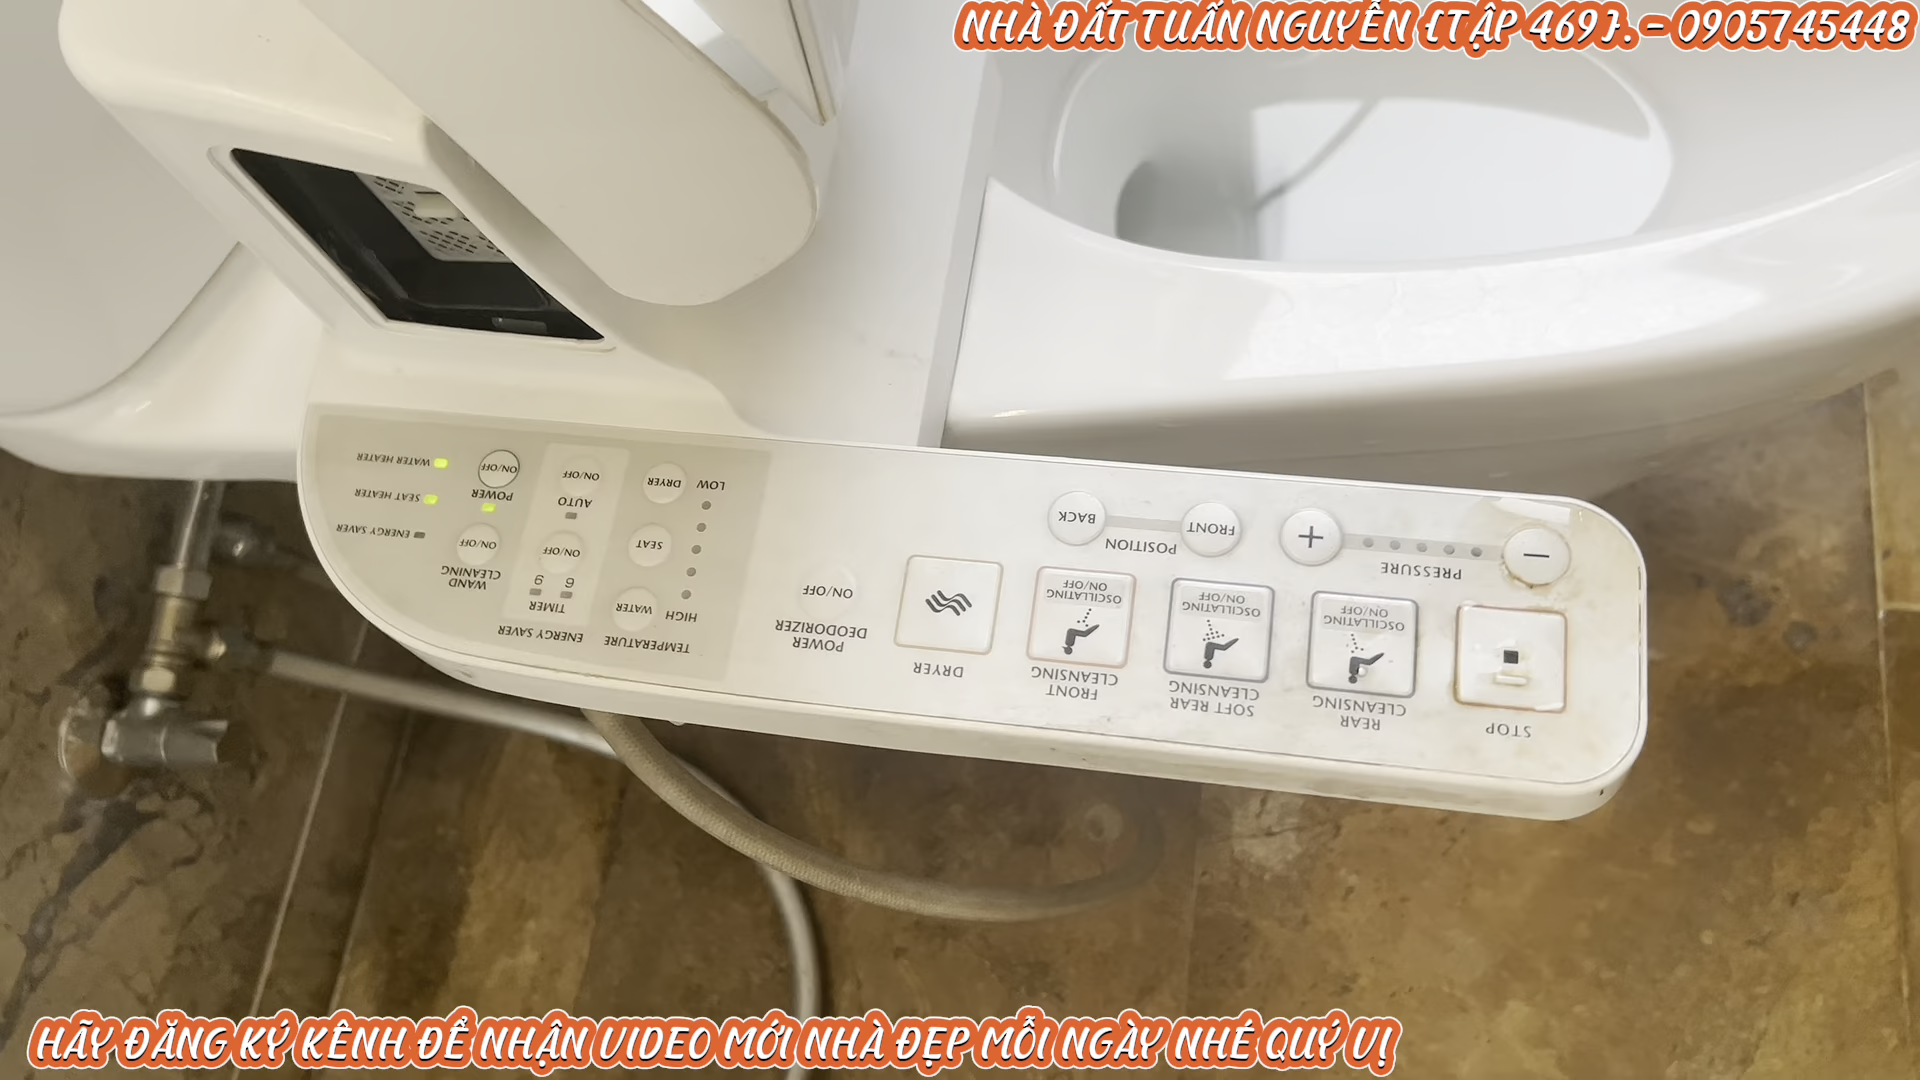 NHÀ ĐẤT TUẤN NGUYỄN {TẬP 469}. - 0905745448
STOP
REAR
CLEANSING
OSCILLATING
ON/OFF
SOFT REAR
CLEANSING
OSCILLATING
ON/OFF
FRONT
CLEANSING
OSCILLATING
ON/OFF
DRYER
POWER
DEODORIZER
ON/OFF
PRESSURE
−
+
POSITION
FRONT
BACK
TEMPERATURE
HIGH
WATER
SEAT
DRYER
LOW
ENERGY SAVER
TIMER
6 9
ON/OFF
AUTO
ON/OFF
WAND
CLEANING
ON/OFF
POWER
ON/OFF
ENERGY SAVER
SEAT HEATER
WATER HEATER
HÃY ĐĂNG KÝ KÊNH ĐỂ NHẬN VIDEO MỚI NHÀ ĐẸP MỖI NGÀY NHÉ QUÝ VỊ